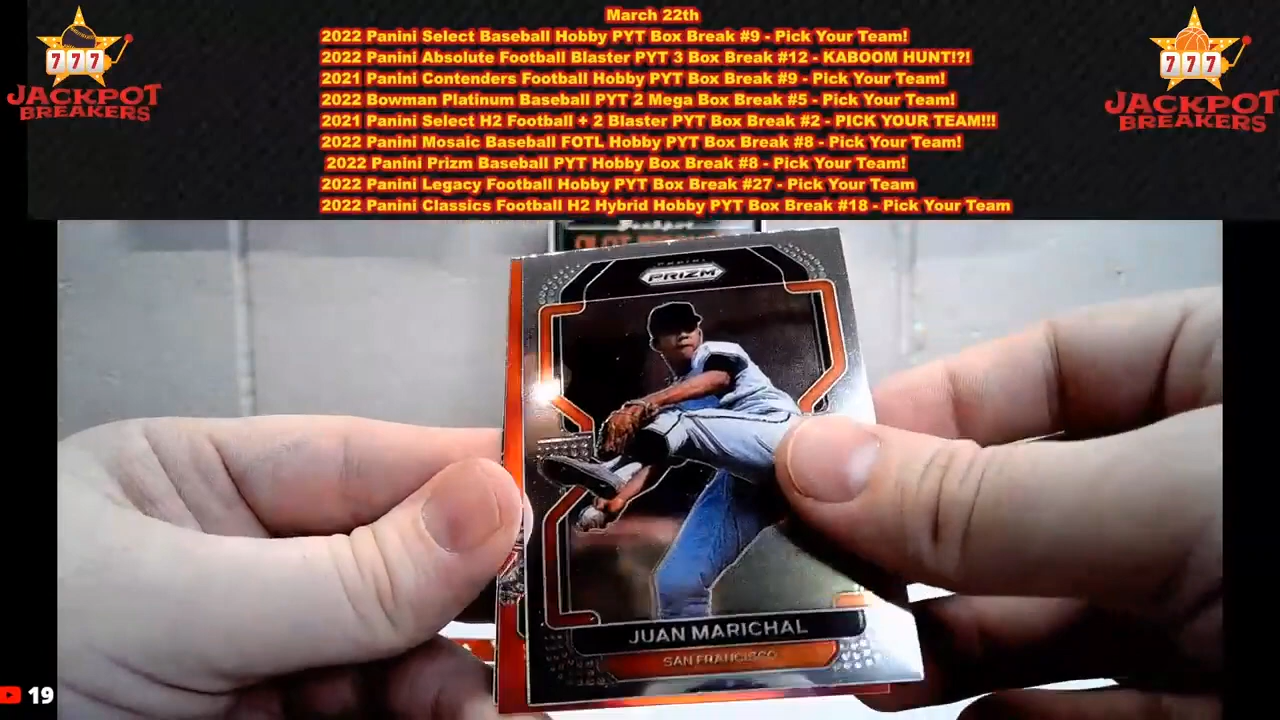 March 22th
2022 Panini Select Baseball Hobby PYT Box Break #9 - Pick Your Team!
2022 Panini Absolute Football Blaster PYT 3 Box Break #12 - KABOOM HUNT!?!
2021 Panini Contenders Football Hobby PYT Box Break #9 - Pick Your Team!
2022 Bowman Platinum Baseball PYT 2 Mega Box Break #5 - Pick Your Team!
2021 Panini Select H2 Football + 2 Blaster PYT Box Break #2 - PICK YOUR TEAM!!!
2022 Panini Mosaic Baseball FOTL Hobby PYT Box Break #8 - Pick Your Team!
2022 Panini Prizm Baseball PYT Hobby Box Break #8 - Pick Your Team!
2022 Panini Legacy Football Hobby PYT Box Break #27 - Pick Your Team
2022 Panini Classics Football H2 Hybrid Hobby PYT Box Break #18 - Pick Your Team
777
JACKPOT
BREAKERS
777
JACKPOT
BREAKERS
PANINI
PRIZM
JUAN MARICHAL
SAN FRANCISCO
19